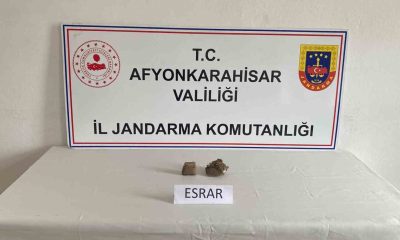 T.C.
AFYONKARAHİSAR
VALİLİĞİ
İL JANDARMA KOMUTANLIĞI
ESRAR